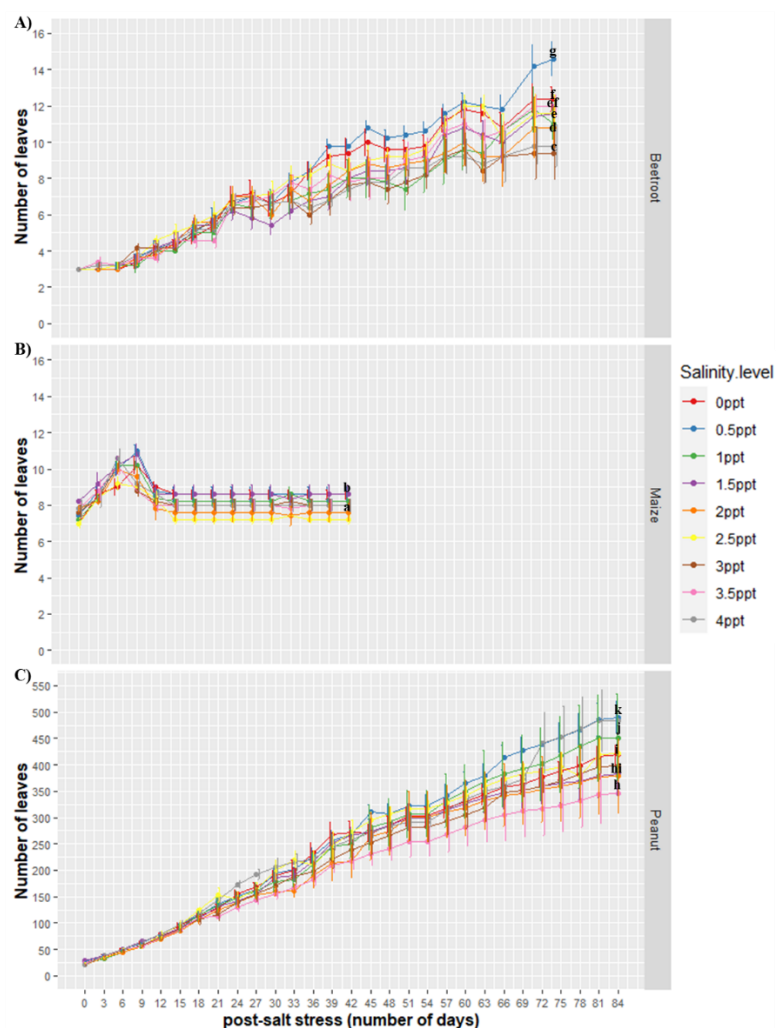 A)
16
14
12
10
8
6
4
2
0
Number of leaves
Beetroot
g
f
ef
e
d
c
B)
16
14
12
10
8
6
4
2
0
Number of leaves
Maize
b
a
Salinity.level
0ppt
0.5ppt
1ppt
1.5ppt
2ppt
2.5ppt
3ppt
3.5ppt
4ppt
C)
550
500
450
400
350
300
250
200
150
100
50
0
Number of leaves
Peanut
k
j
i
hi
h
0 3 6 9 12 15 18 21 24 27 30 33 36 39 42 45 48 51 54 57 60 63 66 69 72 75 78 81 84
post-salt stress (number of days)